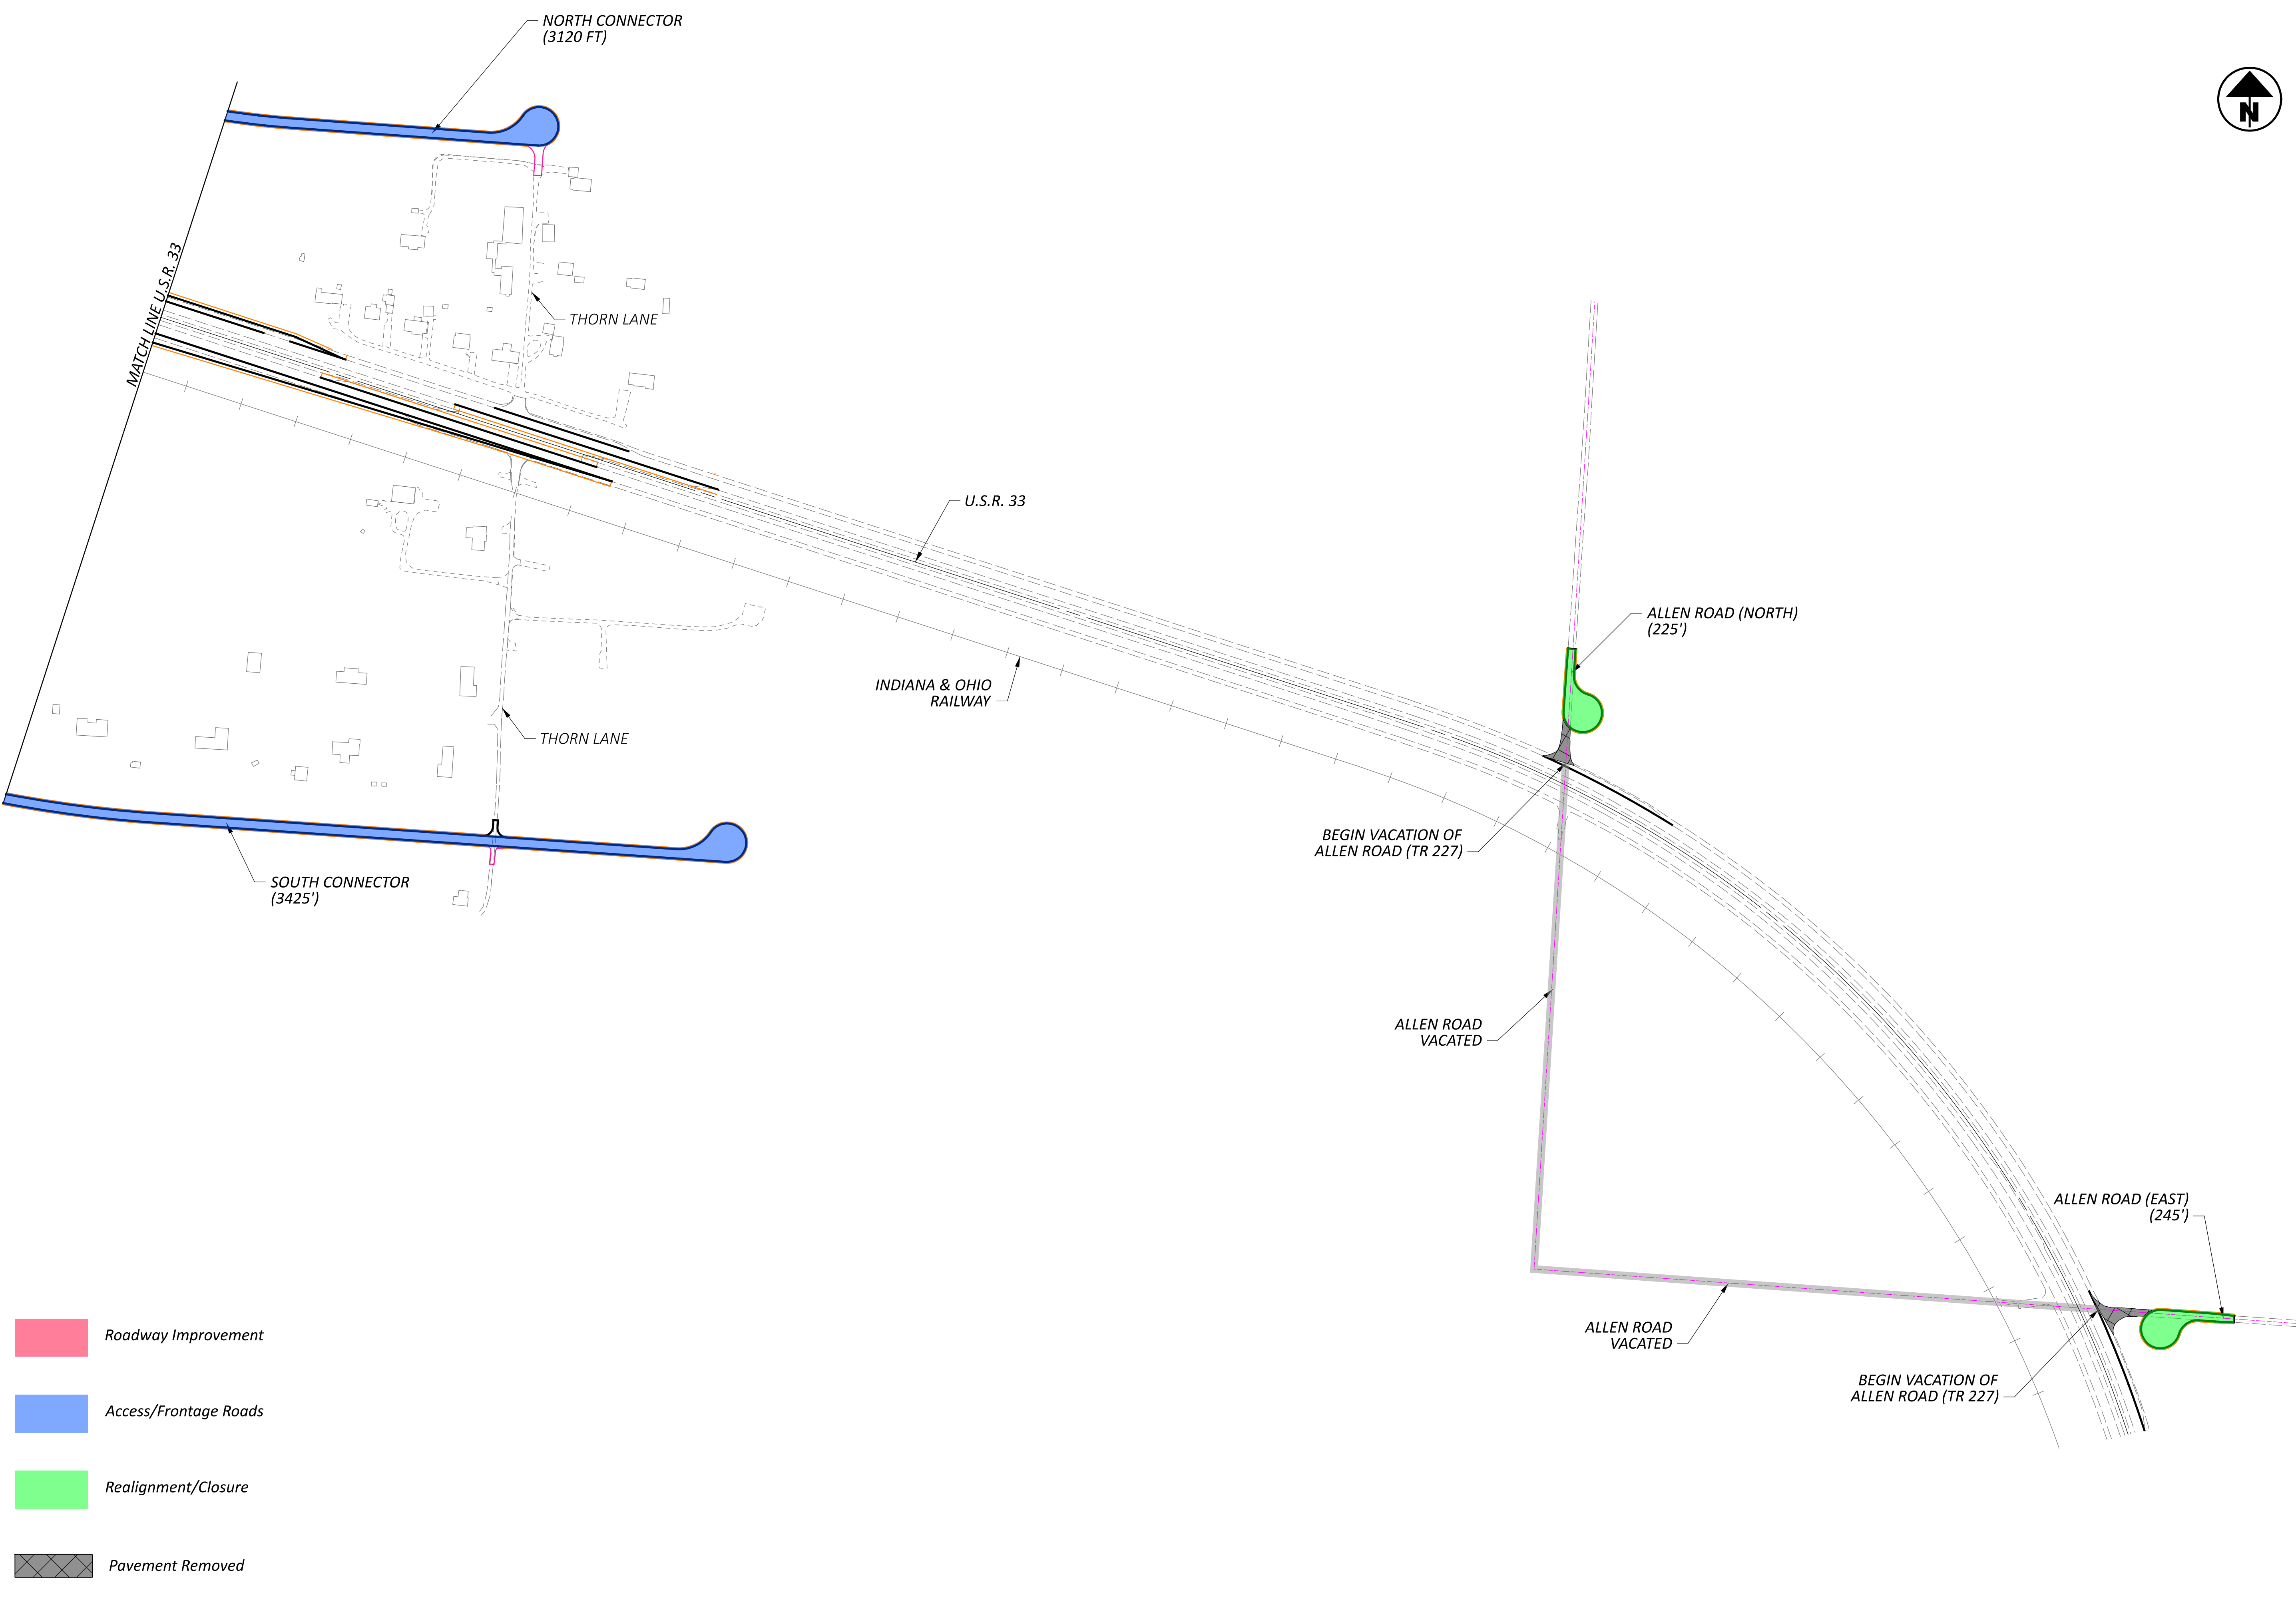 NORTH CONNECTOR
(3120 FT)
N
MATCH LINE U.S.R. 33
THORN LANE
U.S.R. 33
ALLEN ROAD (NORTH)
(225')
INDIANA & OHIO
RAILWAY
THORN LANE
BEGIN VACATION OF
ALLEN ROAD (TR 227)
SOUTH CONNECTOR
(3425')
ALLEN ROAD
VACATED
ALLEN ROAD (EAST)
(245')
ALLEN ROAD
VACATED
BEGIN VACATION OF
ALLEN ROAD (TR 227)
Roadway Improvement
Access/Frontage Roads
Realignment/Closure
Pavement Removed